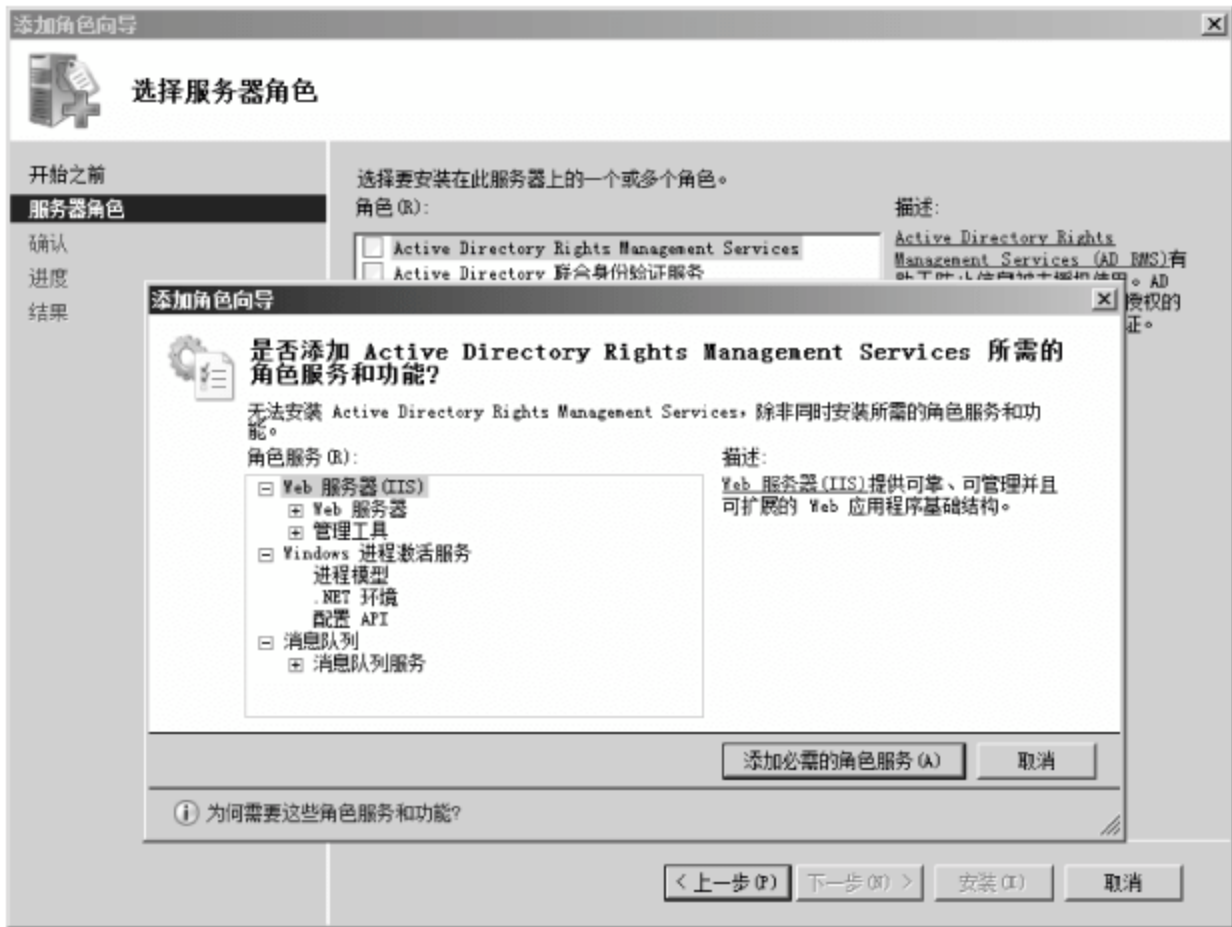 添加角色向导
选择服务器角色
开始之前
服务器角色
确认
进度
结果
选择要安装在此服务器上的一个或多个角色。
角色(R):
Active Directory Rights Management Services
Active Directory 联合身份验证服务
描述:
Active Directory Rights
Management Services (AD RMS)有
。AD
授权的
证。
添加角色向导
是否添加 Active Directory Rights Management Services 所需的
角色服务和功能?
无法安装 Active Directory Rights Management Services,除非同时安装所需的角色服务和功
能。
角色服务(R):
Web 服务器(IIS)
Web 服务器
管理工具
Windows 进程激活服务
进程模型
.NET 环境
配置 API
消息队列
消息队列服务
描述:
Web 服务器(IIS)提供可靠、可管理并且
可扩展的 Web 应用程序基础结构。
添加必需的角色服务(A)
取消
为何需要这些角色服务和功能?
< 上一步(P)
下一步(N) >
安装(I)
取消